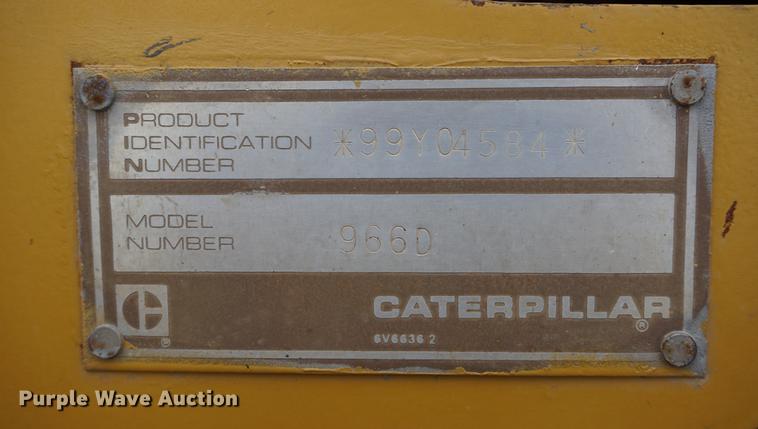 PRODUCT
IDENTIFICATION
NUMBER
*99Y04584*
MODEL
NUMBER
966D
CATERPILLAR®
6V6636 2
Purple Wave Auction